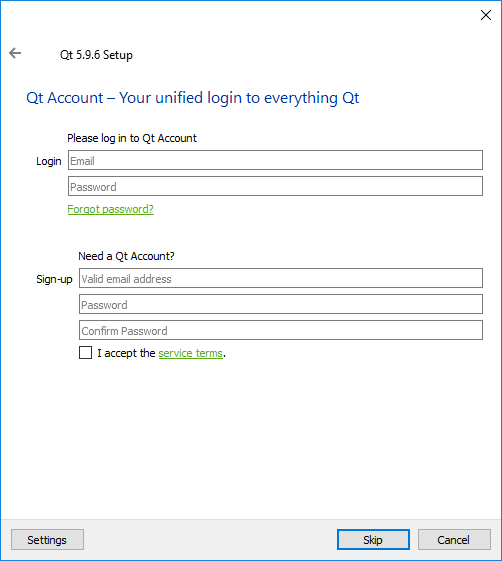 Qt 5.9.6 Setup
Qt Account – Your unified login to everything Qt
Please log in to Qt Account
Login Email
Password
Forgot password?
Need a Qt Account?
Sign-up Valid email address
Password
Confirm Password
I accept the service terms.
Settings Skip Cancel